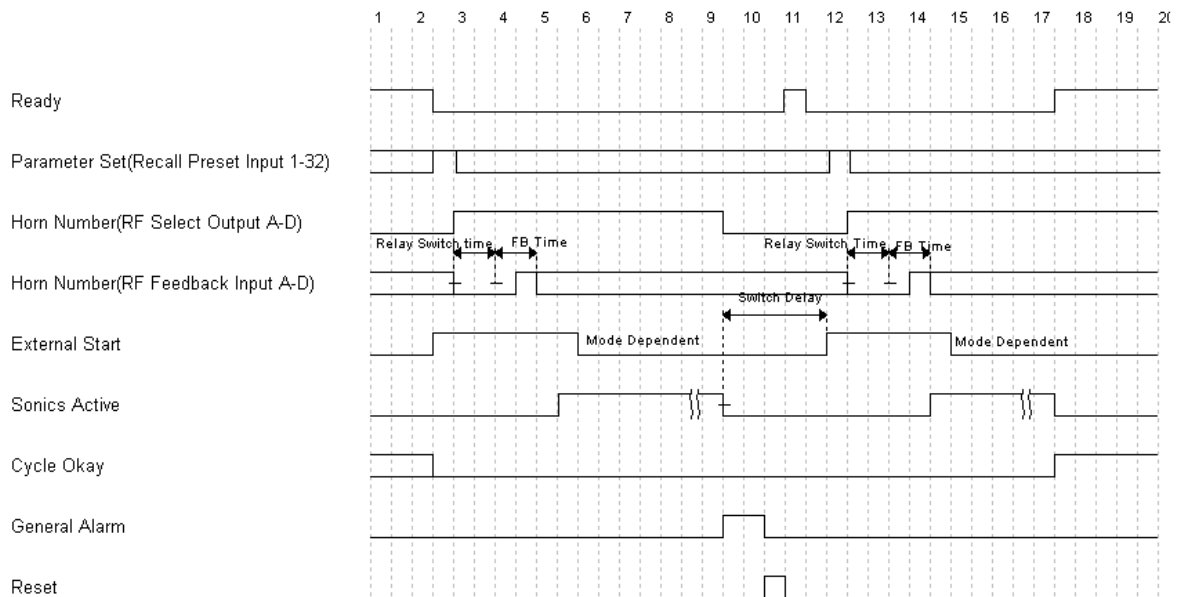 1 2 3 4 5 6 7 8 9 10 11 12 13 14 15 16 17 18 19 20
Ready
Parameter Set(Recall Preset Input 1-32)
Horn Number(RF Select Output A-D)
Relay Switch time FB Time Relay Switch Time FB Time
Horn Number(RF Feedback Input A-D)
Switch Delay
External Start Mode Dependent Mode Dependent
Sonics Active
Cycle Okay
General Alarm
Reset